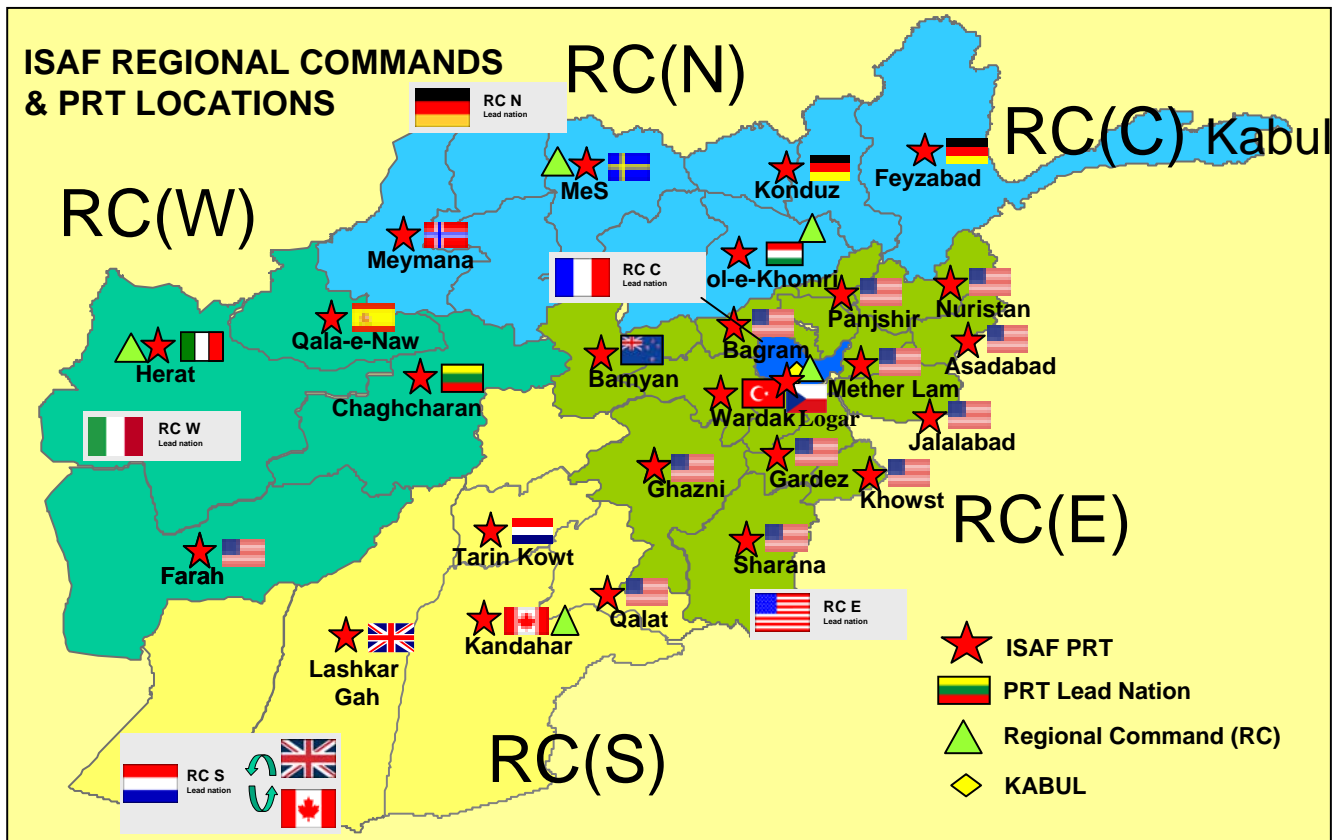 ISAF REGIONAL COMMANDS
& PRT LOCATIONS
RC(N)
RC N
Lead nation
RC(C) Kabul
RC(W)
MeS
Konduz
Feyzabad
Meymana
ol-e-Khomri
RC C
Lead nation
Panjshir
Nuristan
Qala-e-Naw
Herat
Bagram
Asadabad
Bamyan
Mether Lam
Chaghcharan
Wardak
Logar
Jalalabad
RC W
Lead nation
Ghazni
Gardez
Khowst
RC(E)
Tarin Kowt
Sharana
Farah
Qalat
RC E
Lead nation
Kandahar
Lashkar
Gah
RC(S)
RC S
Lead nation
ISAF PRT
PRT Lead Nation
Regional Command (RC)
KABUL